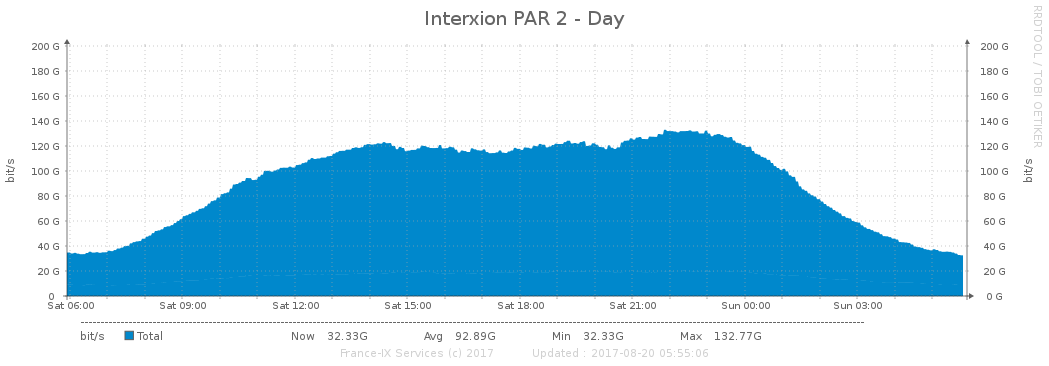 Interxion PAR 2 - Day
RRDTOOL / TOBI OETIKER
bit/s
200 G
180 G
160 G
140 G
120 G
100 G
80 G
60 G
40 G
20 G
0
200 G
180 G
160 G
140 G
120 G
100 G
80 G
60 G
40 G
20 G
0 G
bit/s
Sat 06:00 Sat 09:00 Sat 12:00 Sat 15:00 Sat 18:00 Sat 21:00 Sun 00:00 Sun 03:00
bit/s Total Now 32.33G Avg 92.89G Min 32.33G Max 132.77G
France-IX Services (c) 2017 Updated : 2017-08-20 05:55:06